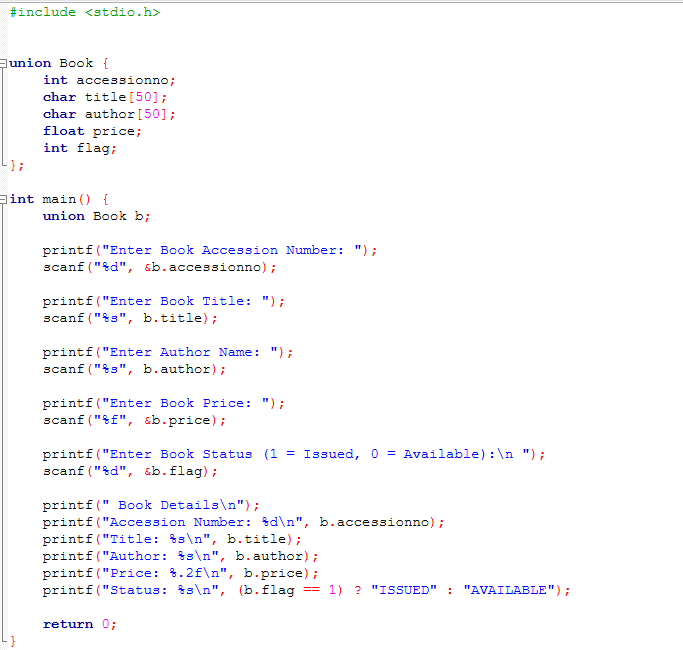 #include <stdio.h>
union Book {
    int accessionno;
    char title[50];
    char author[50];
    float price;
    int flag;
};
int main() {
    union Book b;
    printf("Enter Book Accession Number: ");
    scanf("%d", &b.accessionno);
    printf("Enter Book Title: ");
    scanf("%s", b.title);
    printf("Enter Author Name: ");
    scanf("%s", b.author);
    printf("Enter Book Price: ");
    scanf("%f", &b.price);
    printf("Enter Book Status (1 = Issued, 0 = Available):\n ");
    scanf("%d", &b.flag);
    printf(" Book Details\n");
    printf("Accession Number: %d\n", b.accessionno);
    printf("Title: %s\n", b.title);
    printf("Author: %s\n", b.author);
    printf("Price: %.2f\n", b.price);
    printf("Status: %s\n", (b.flag == 1) ? "ISSUED" : "AVAILABLE");
    return 0;
}